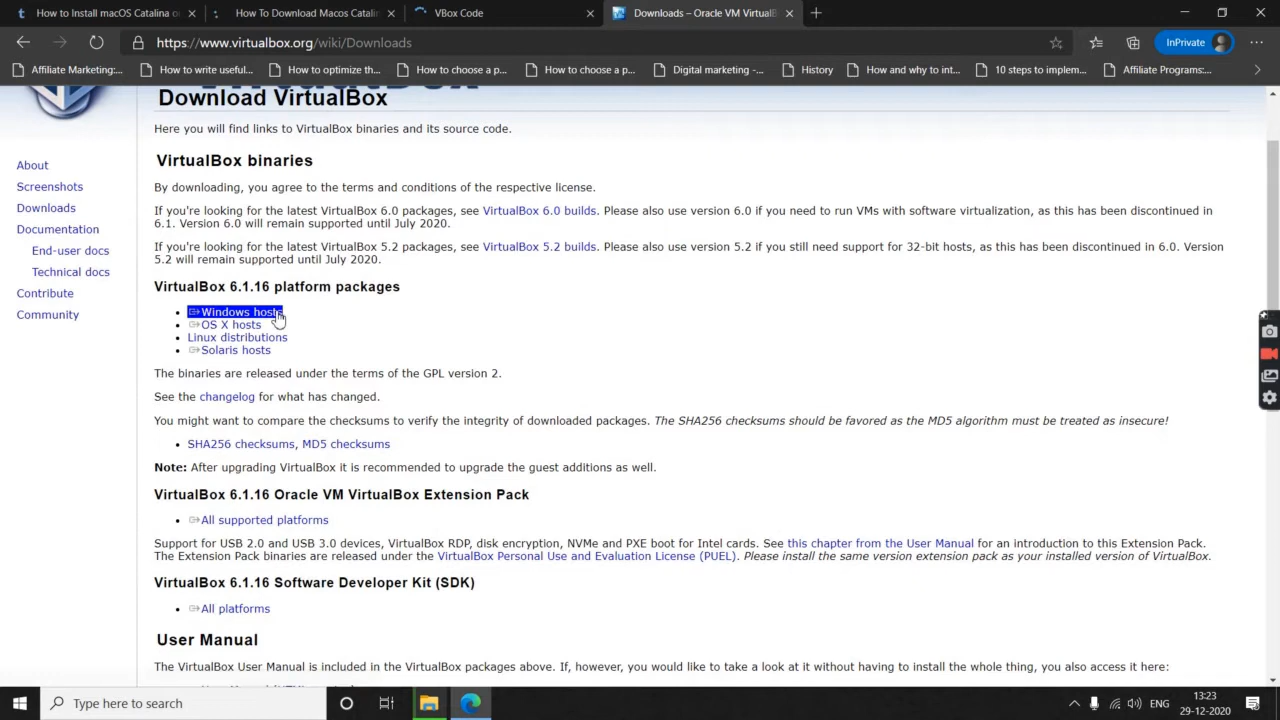 How to Install macOS Catalina o
How To Download Macos Catalin
VBox Code
Downloads – Oracle VM VirtualB
https://www.virtualbox.org/wiki/Downloads
InPrivate
Affiliate Marketing:...
How to write useful...
How to optimize th...
How to choose a p...
How to choose a p...
Digital marketing -...
History
How and why to int...
10 steps to implem...
Affiliate Programs:...
Download VirtualBox
Here you will find links to VirtualBox binaries and its source code.
About
Screenshots
Downloads
Documentation
End-user docs
Technical docs
Contribute
Community
VirtualBox binaries
By downloading, you agree to the terms and conditions of the respective license.
If you're looking for the latest VirtualBox 6.0 packages, see VirtualBox 6.0 builds. Please also use version 6.0 if you need to run VMs with software virtualization, as this has been discontinued in
6.1. Version 6.0 will remain supported until July 2020.
If you're looking for the latest VirtualBox 5.2 packages, see VirtualBox 5.2 builds. Please also use version 5.2 if you still need support for 32-bit hosts, as this has been discontinued in 6.0. Version
5.2 will remain supported until July 2020.
VirtualBox 6.1.16 platform packages
Windows hosts
OS X hosts
Linux distributions
Solaris hosts
The binaries are released under the terms of the GPL version 2.
See the changelog for what has changed.
You might want to compare the checksums to verify the integrity of downloaded packages. The SHA256 checksums should be favored as the MD5 algorithm must be treated as insecure!
SHA256 checksums, MD5 checksums
Note: After upgrading VirtualBox it is recommended to upgrade the guest additions as well.
VirtualBox 6.1.16 Oracle VM VirtualBox Extension Pack
All supported platforms
Support for USB 2.0 and USB 3.0 devices, VirtualBox RDP, disk encryption, NVMe and PXE boot for Intel cards. See this chapter from the User Manual for an introduction to this Extension Pack.
The Extension Pack binaries are released under the VirtualBox Personal Use and Evaluation License (PUEL). Please install the same version extension pack as your installed version of VirtualBox.
VirtualBox 6.1.16 Software Developer Kit (SDK)
All platforms
User Manual
The VirtualBox User Manual is included in the VirtualBox packages above. If, however, you would like to take a look at it without having to install the whole thing, you also access it here:
Type here to search
ENG
13:23
29-12-2020